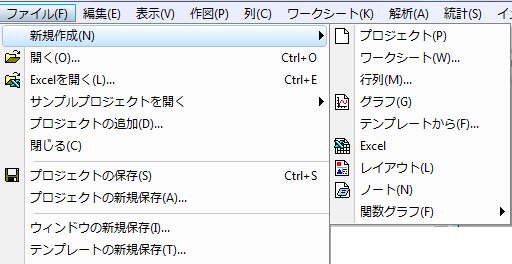 ファイル(F) 編集(E) 表示(V) 作図(P) 列(C) ワークシート(K) 解析(A) 統計(S)
新規作成(N)
開く(O)... Ctrl+O
Excelを開く(L)... Ctrl+E
サンプルプロジェクトを開く
プロジェクトの追加(D)...
閉じる(C)
プロジェクトの保存(S) Ctrl+S
プロジェクトの新規保存(A)...
ウィンドウの新規保存(I)...
テンプレートの新規保存(T)...
プロジェクト(P)
ワークシート(W)...
行列(M)...
グラフ(G)
テンプレートから(F)...
Excel
レイアウト(L)
ノート(N)
関数グラフ(F)